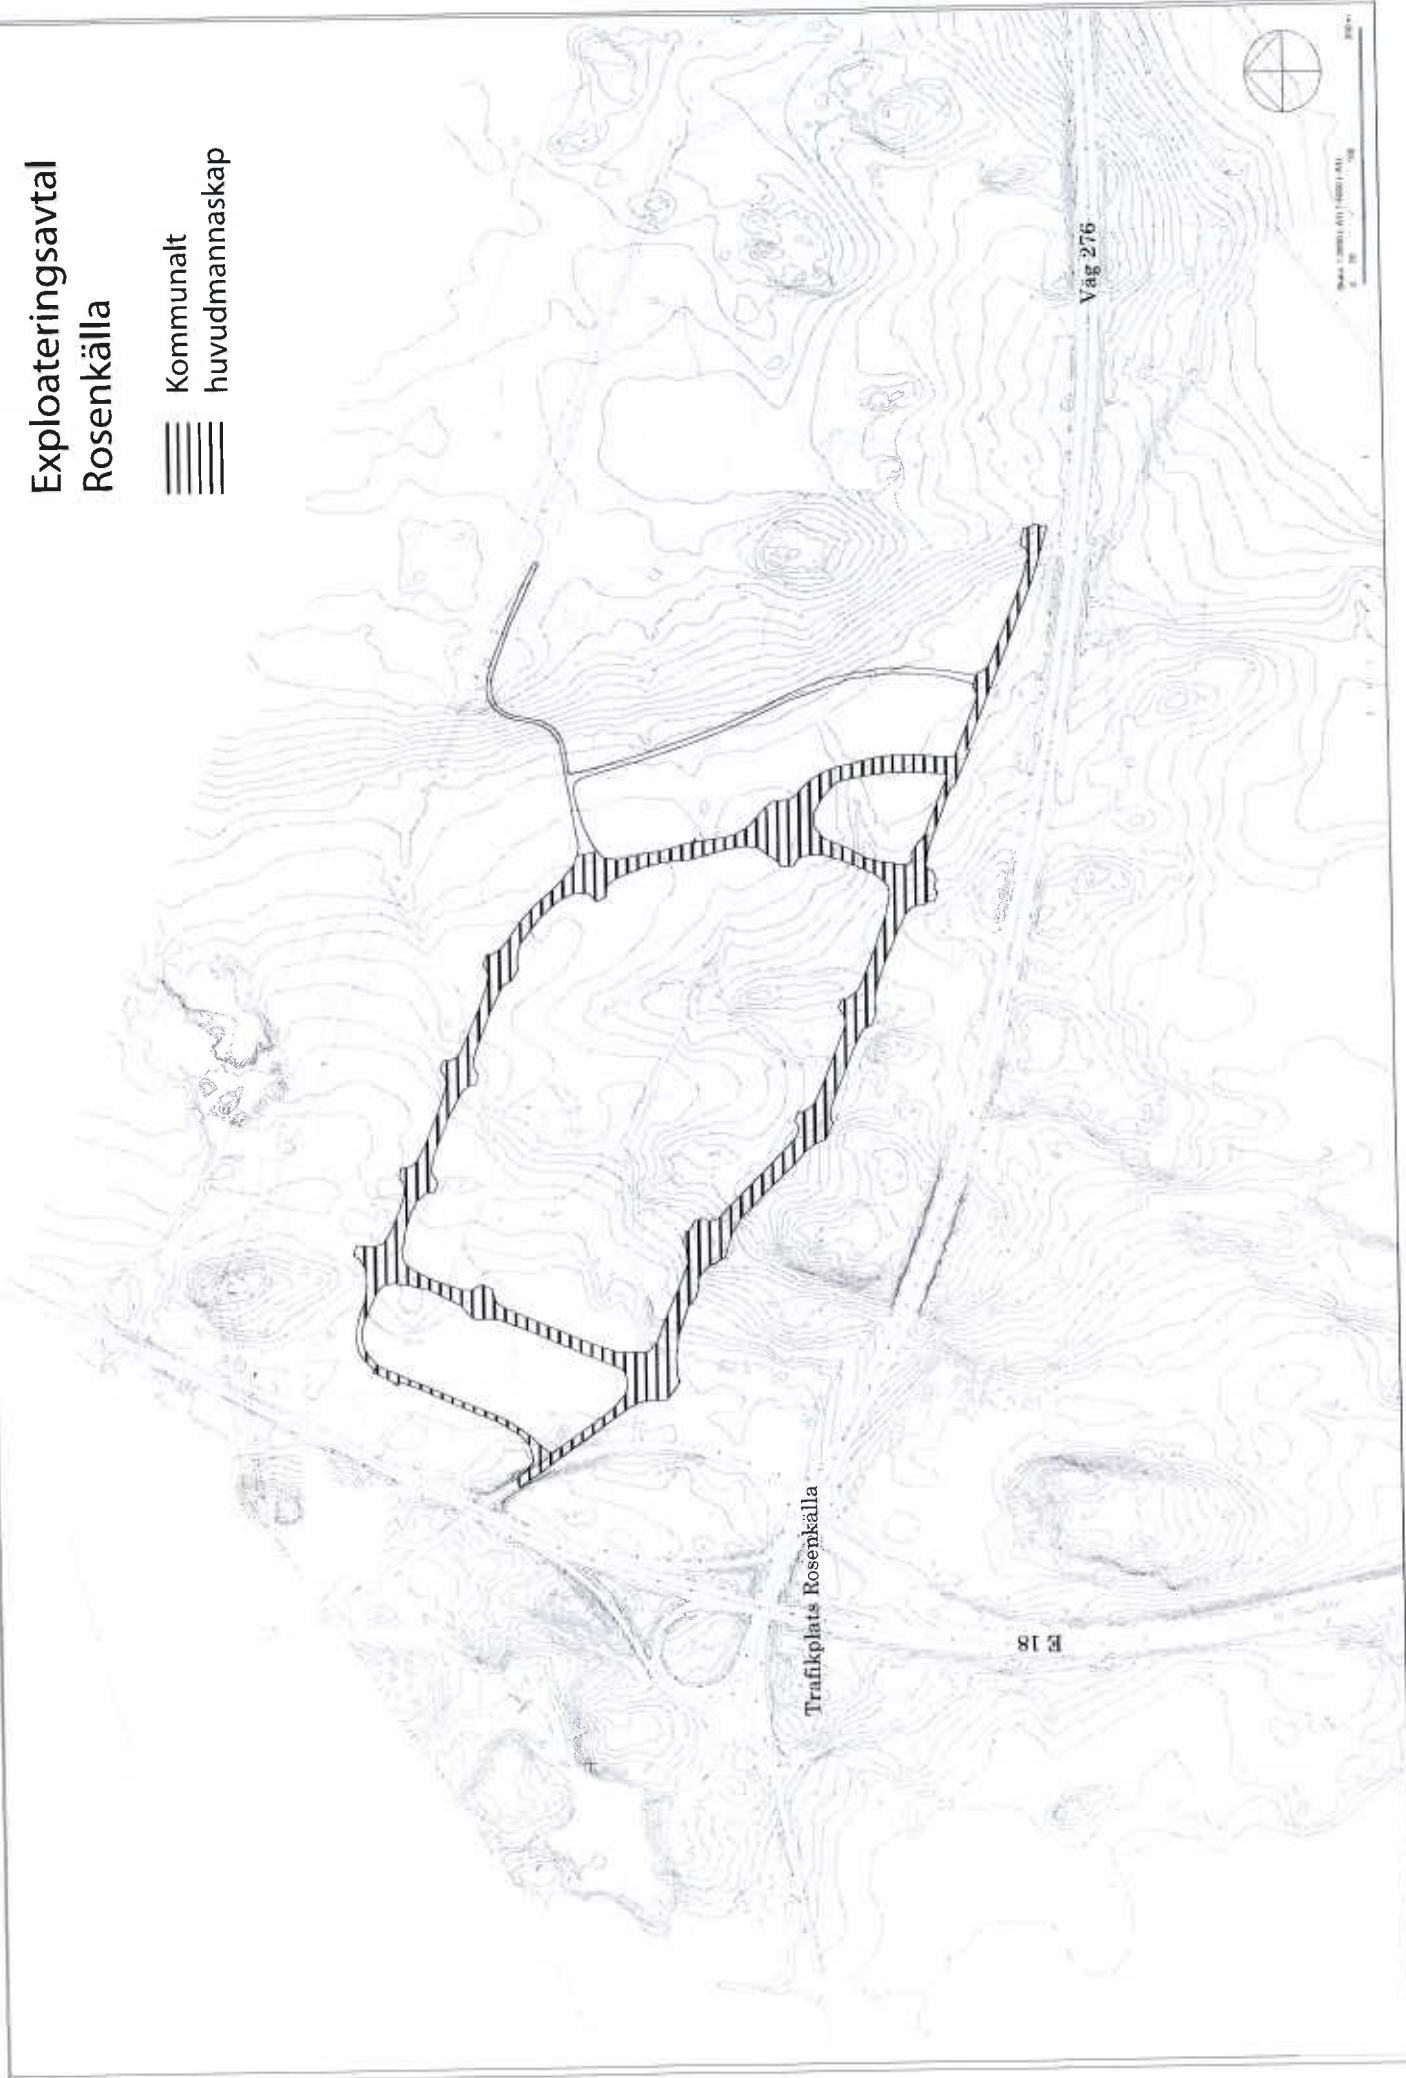 Exploateringsavtal
Rosenkälla
Kommunalt
huvudmannaskap
Väg 276
Trafikplats Rosenkälla
E 18